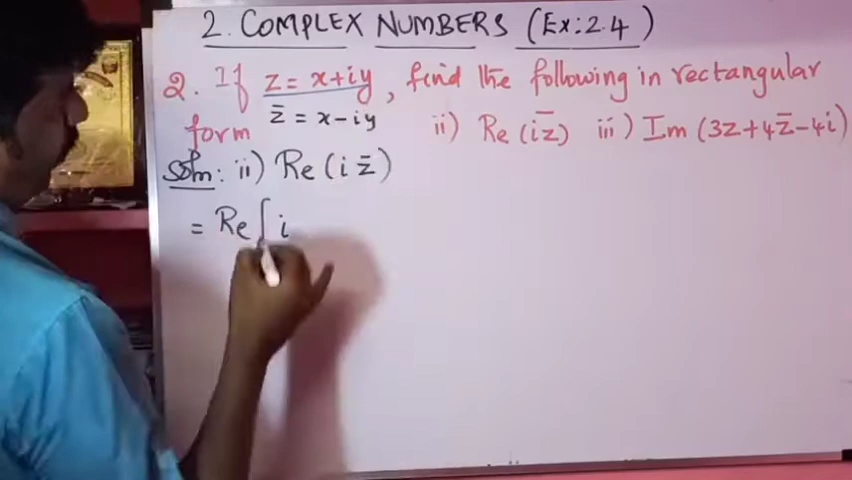 2. COMPLEX NUMBERS (Ex: 2.4)
2. If z = x+iy, find the following in rectangular
form z̄ = x-iy ii) Re (iz̄) iii) Im (3z+4z̄-4i)
Soln: ii) Re (i z̄)
= Re [ i